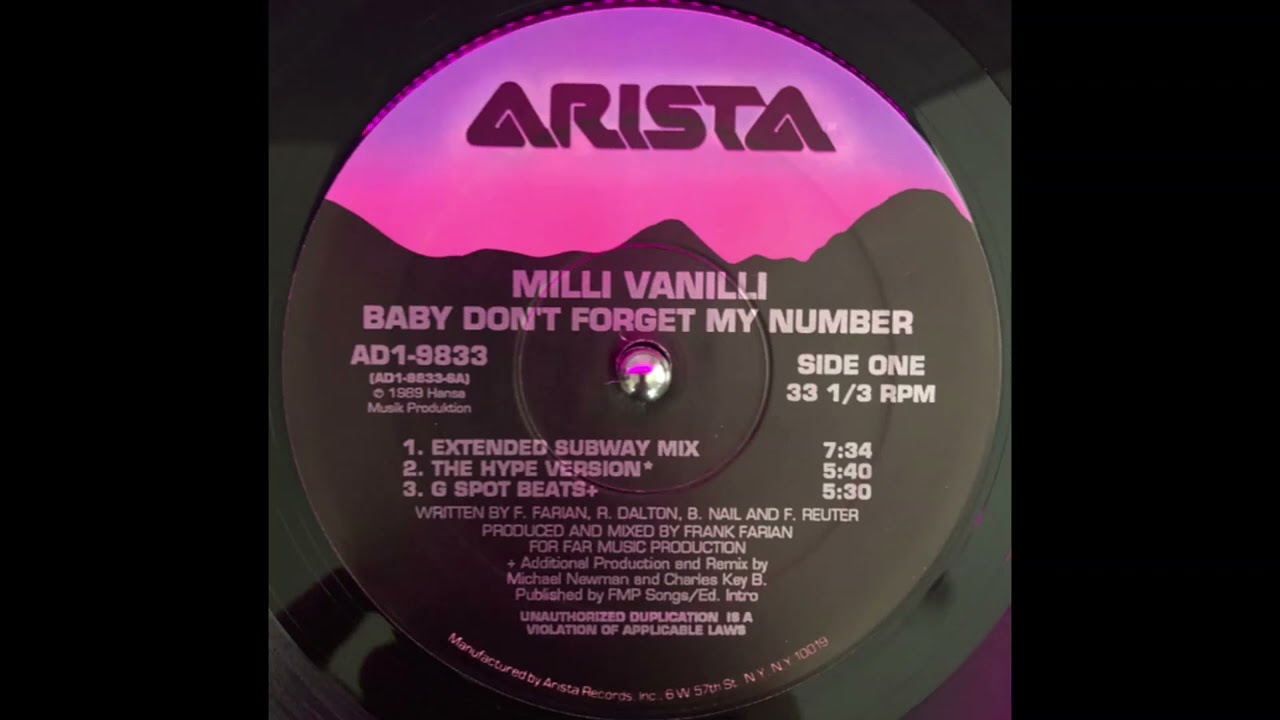 ARISTA
MILLI VANILLI
BABY DON'T FORGET MY NUMBER
AD1-9833
(AD1-9833-SA)
℗ 1989 Hansa
Musik Produktion
SIDE ONE
33 1/3 RPM
1. EXTENDED SUBWAY MIX 7:34
2. THE HYPE VERSION* 5:40
3. G SPOT BEATS+ 5:30
WRITTEN BY F. FARIAN, R. DALTON, B. NAIL AND F. REUTER
PRODUCED AND MIXED BY FRANK FARIAN
FOR FAR MUSIC PRODUCTION
+ Additional Production and Remix by
Michael Newman and Charles Key B.
Published by FMP Songs/Ed. Intro
UNAUTHORIZED DUPLICATION IS A
VIOLATION OF APPLICABLE LAWS
Manufactured by Arista Records, Inc., 6 W 57th St. N.Y. N.Y. 10019